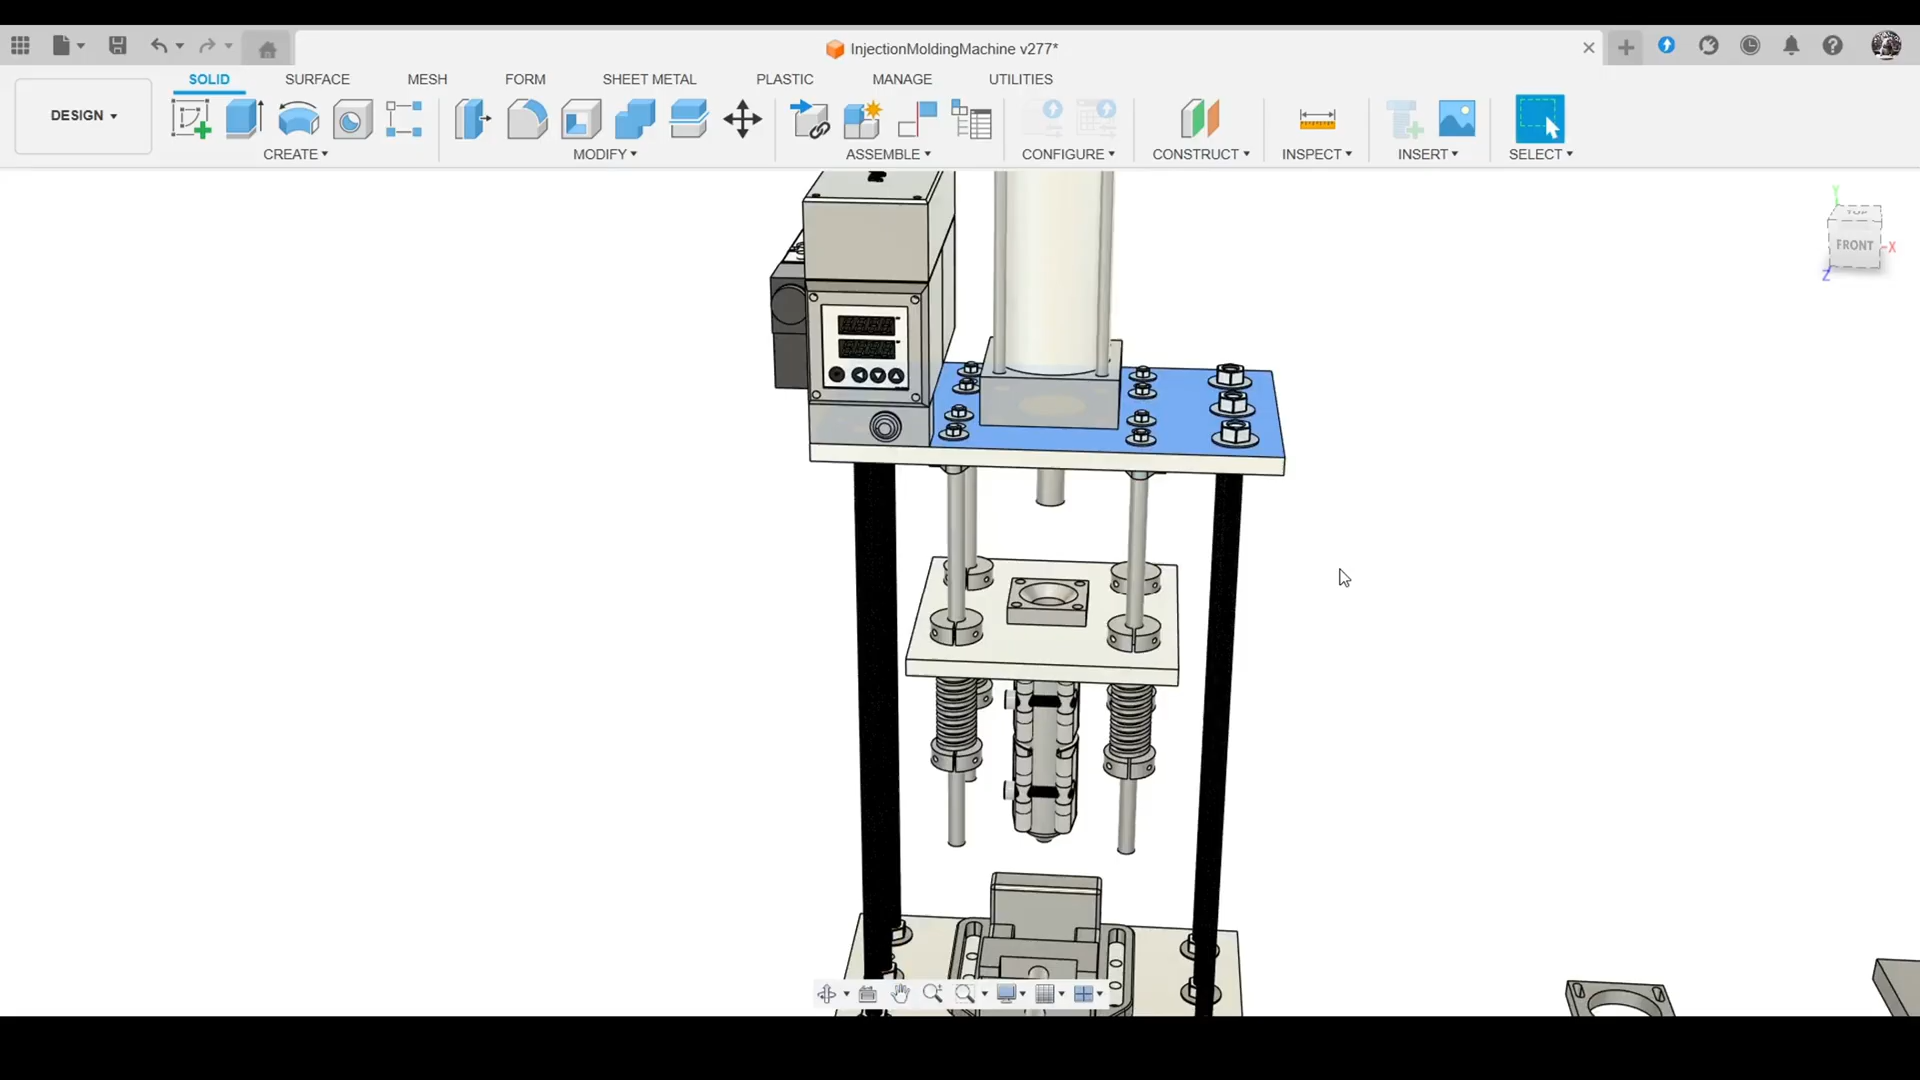 InjectionMoldingMachine v277*
DESIGN
SOLID SURFACE MESH FORM SHEET METAL PLASTIC MANAGE UTILITIES
CREATE MODIFY ASSEMBLE CONFIGURE CONSTRUCT INSPECT INSERT SELECT
Y
TOP
FRONT
X
Z